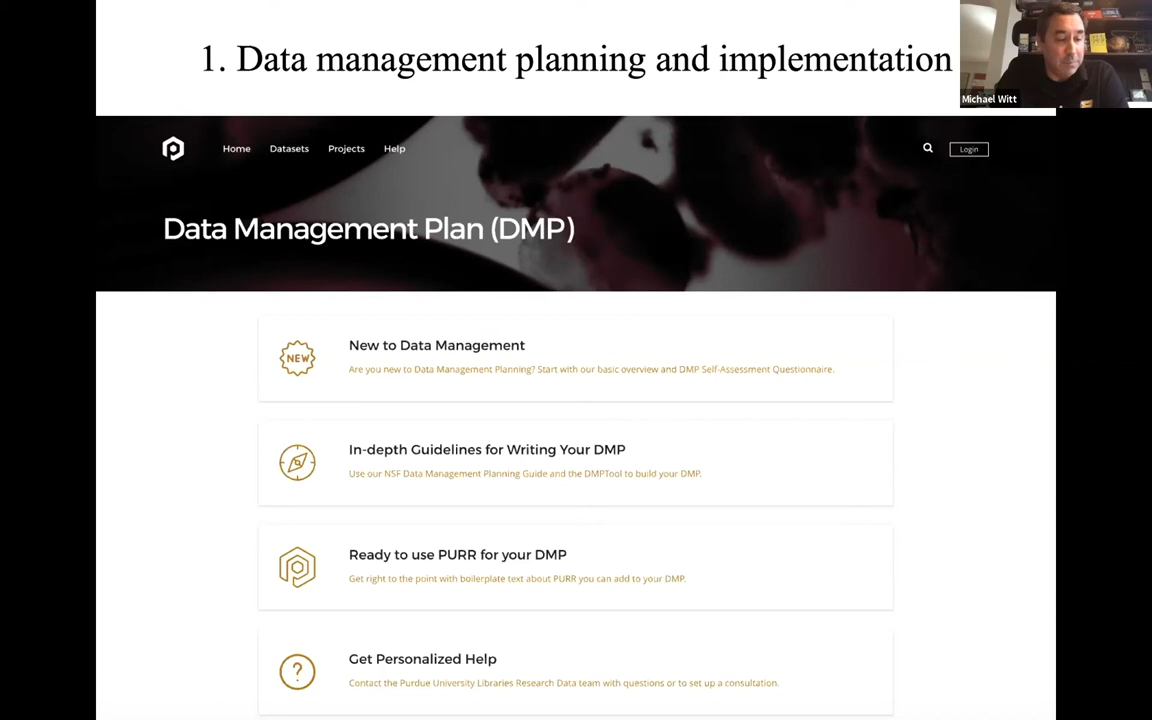 1. Data management planning and implementation
Michael Witt
Home Datasets Projects Help Login
Data Management Plan (DMP)
NEW
New to Data Management
Are you new to Data Management Planning? Start with our basic overview and DMP Self-Assessment Questionnaire.
In-depth Guidelines for Writing Your DMP
Use our NSF Data Management Planning Guide and the DMPTool to build your DMP.
Ready to use PURR for your DMP
Get right to the point with boilerplate text about PURR you can add to your DMP.
?
Get Personalized Help
Contact the Purdue University Libraries Research Data team with questions or to set up a consultation.